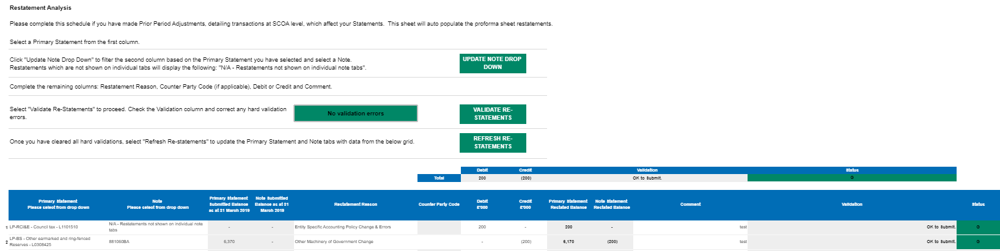 Restatement Analysis
Please complete this schedule if you have made Prior Period Adjustments, detailing transactions at SCOA level, which affect your Statements.  This sheet will auto populate the proforma sheet restatements.
Select a Primary Statement from the first column.
Click "Update Note Drop Down" to filter the second column based on the Primary Statement you have selected and select a Note.
Restatements which are not shown on individual tabs will display the following: "N/A - Restatements not shown on individual note tabs".
UPDATE NOTE DROP
DOWN
Complete the remaining columns: Restatement Reason, Counter Party Code (if applicable), Debit or Credit and Comment.
Select "Validate Re-Statements" to proceed. Check the Validation column and correct any hard validation
errors.
No validation errors
VALIDATE RE-
STATEMENTS
Once you have cleared all hard validations, select "Refresh Re-statements" to update the Primary Statement and Note tabs with data from the below grid.
REFRESH RE-
STATEMENTS
Debit Credit Validation Status
Total 200 (200) OK to Submit. G
Primary Statement
Please select from drop down
Note
Please select from drop down
Primary Statement
Submitted Balance
as at 31 March 2019
Note Submitted
Balance as at 31
March 2019
Restatement Reason
Counter Party Code
Debit
£'000
Credit
£'000
Primary Statement
Restated Balance
Note Statement
Restated Balance
Comment
Validation
Status
1 LP-RCI&E - Council tax - L1101510
N/A - Restatements not shown on individual note
tabs
- - Entity Specific Accounting Policy Change & Errors 200 - 200 - test OK to Submit. G
2 LP-BS - Other earmarked and ring-fenced
Reserves - L0308425
881060BA 6,370 - Other Machinery of Government Change - (200) 6,170 (200) test OK to Submit. G